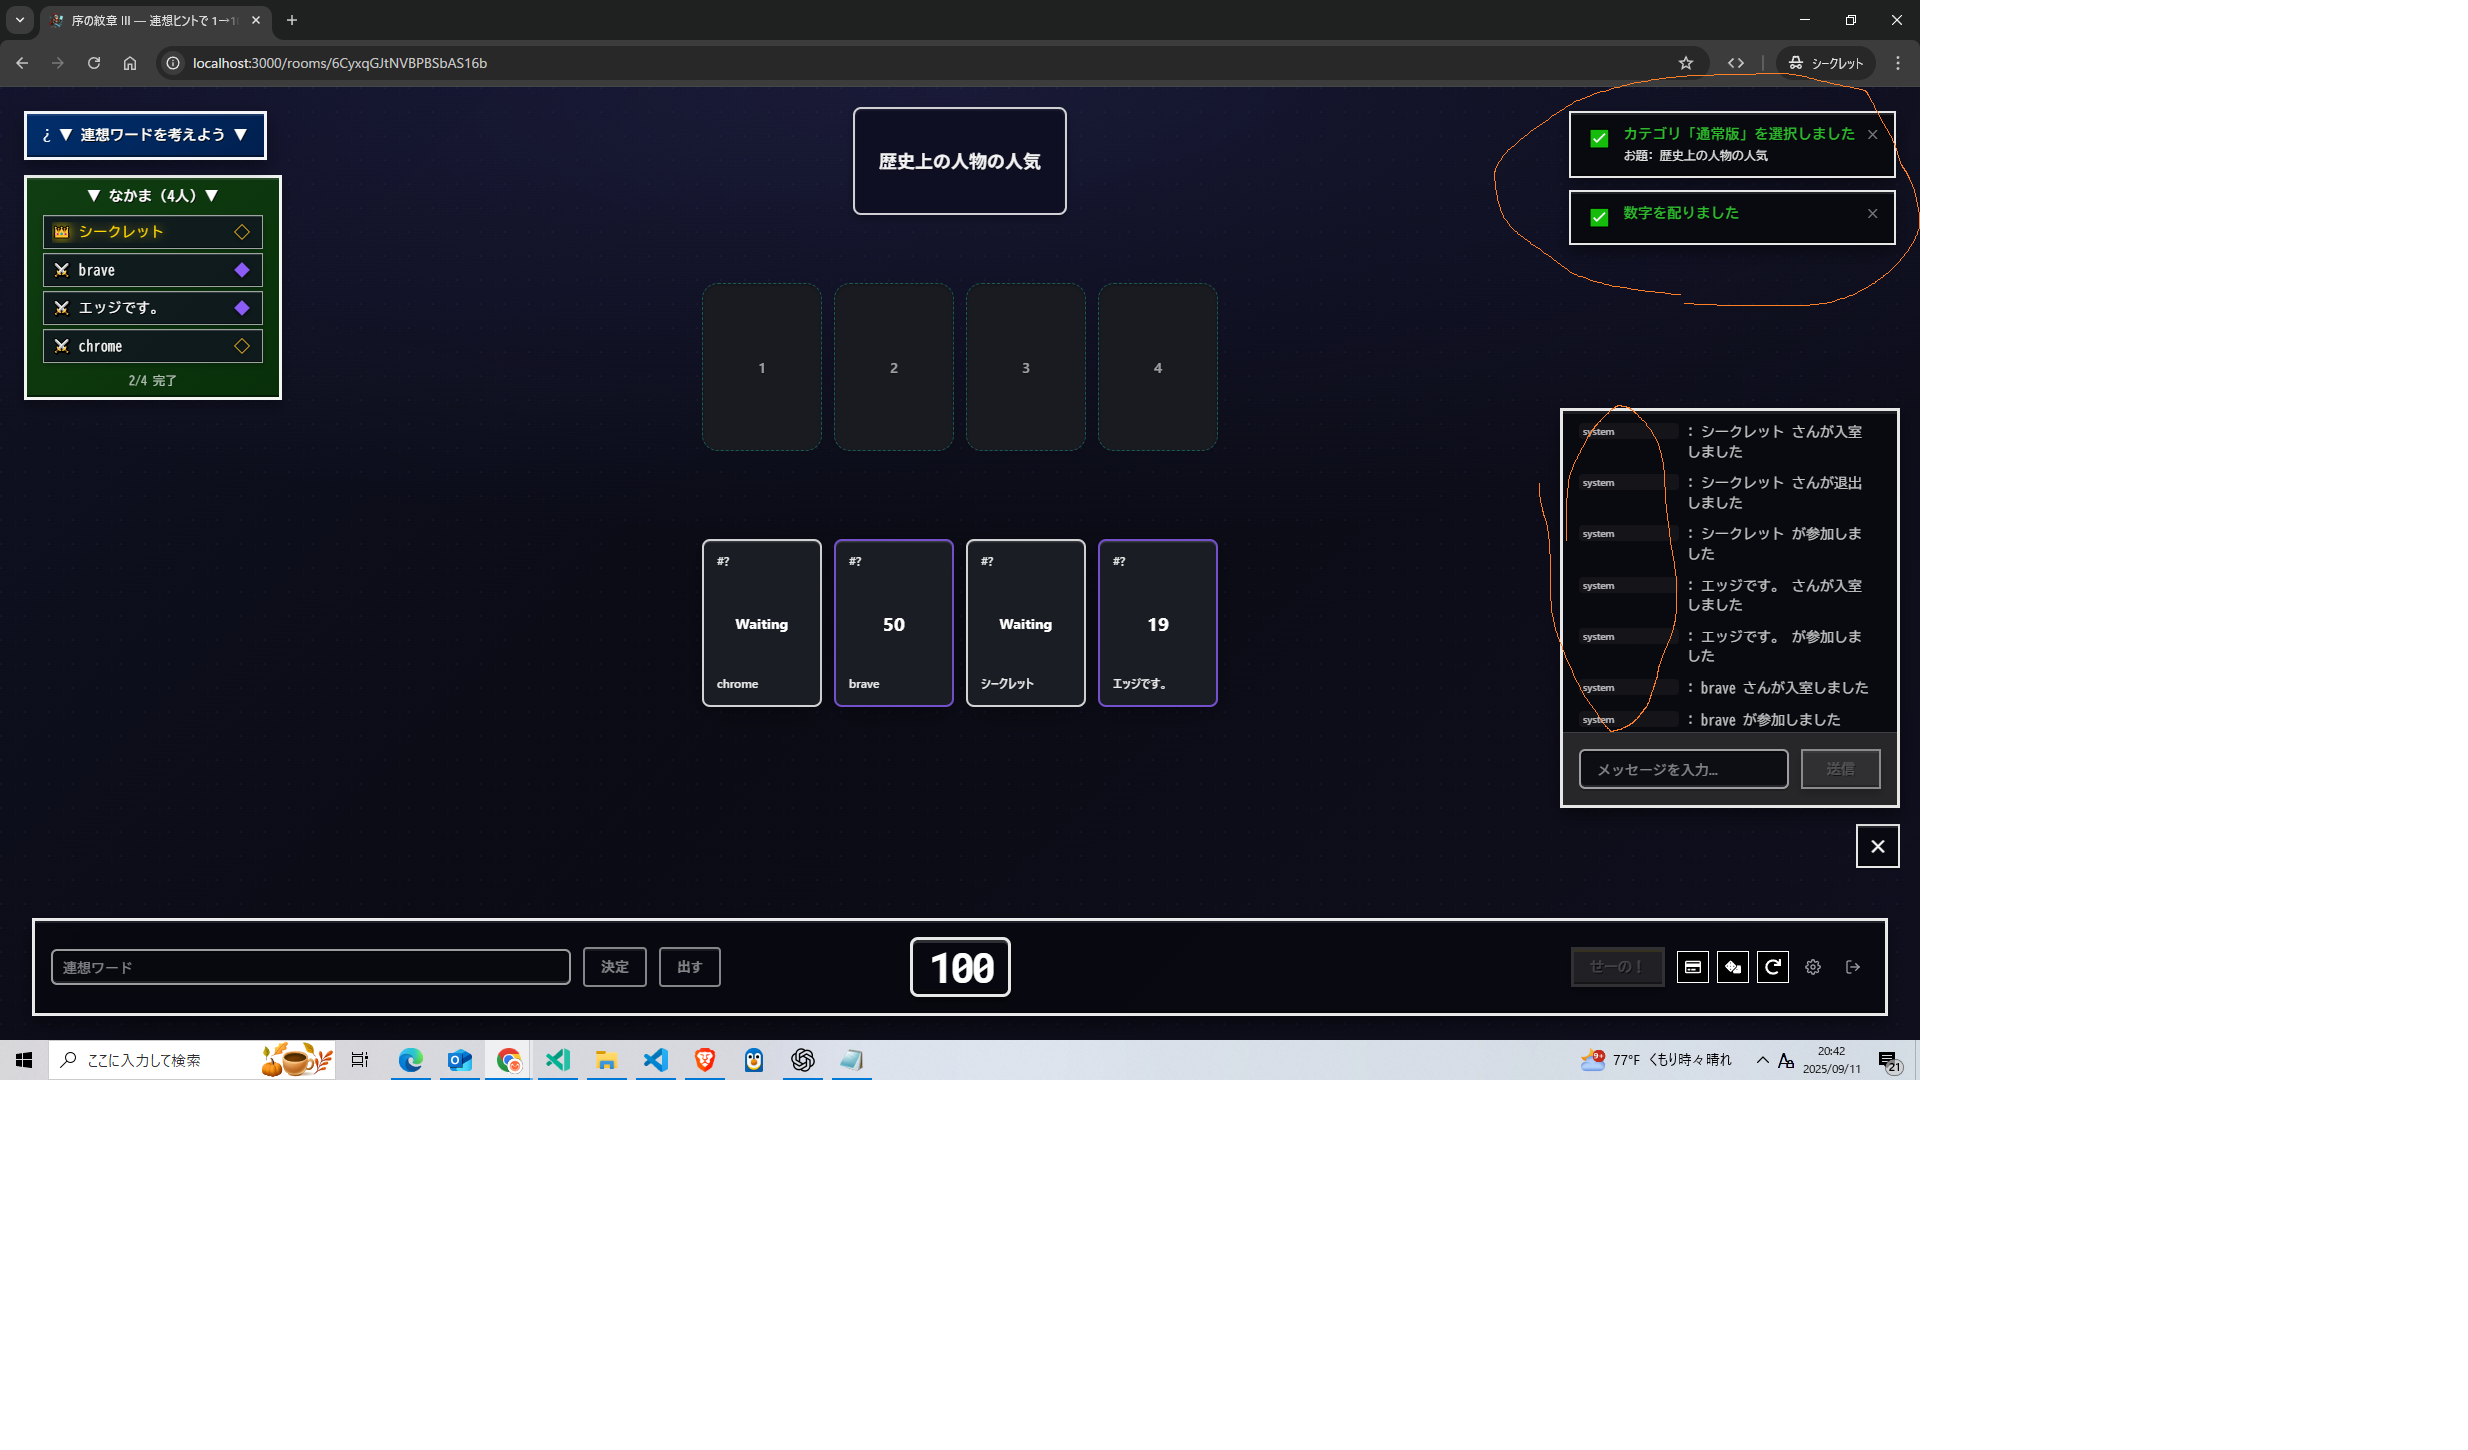 序の紋章 III — 連想ヒントで 1→1
localhost:3000/rooms/6CyxqGJtNVBPBSbAS16b
シークレット
¿ ▼ 連想ワードを考えよう ▼
▼ なかま（4人）▼
シークレット
brave
エッジです。
chrome
2/4 完了
歴史上の人物の人気
カテゴリ「通常版」を選択しました
お題: 歴史上の人物の人気
数字を配りました
1
2
3
4
#?
Waiting
chrome
#?
50
brave
#?
Waiting
シークレット
#?
19
エッジです。
system : シークレット さんが入室
しました
system : シークレット さんが退出
しました
system : シークレット が参加しま
した
system : エッジです。 さんが入室
しました
system : エッジです。 が参加しま
した
system : brave さんが入室しました
system : brave が参加しました
メッセージを入力...
送信
連想ワード
決定
出す
100
せーの！
ここに入力して検索
77°F くもり時々晴れ
20:42
2025/09/11
21